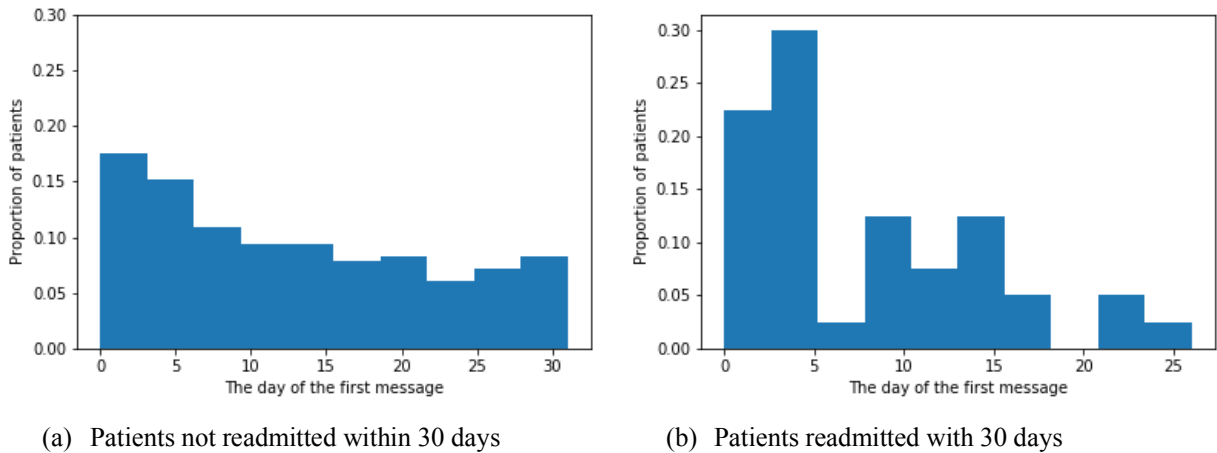 0.30
0.25
0.20
0.15
0.10
0.05
0.00
Proportion of patients
0 5 10 15 20 25 30
The day of the first message
(a) Patients not readmitted within 30 days
0.30
0.25
0.20
0.15
0.10
0.05
0.00
Proportion of patients
0 5 10 15 20 25
The day of the first message
(b) Patients readmitted with 30 days